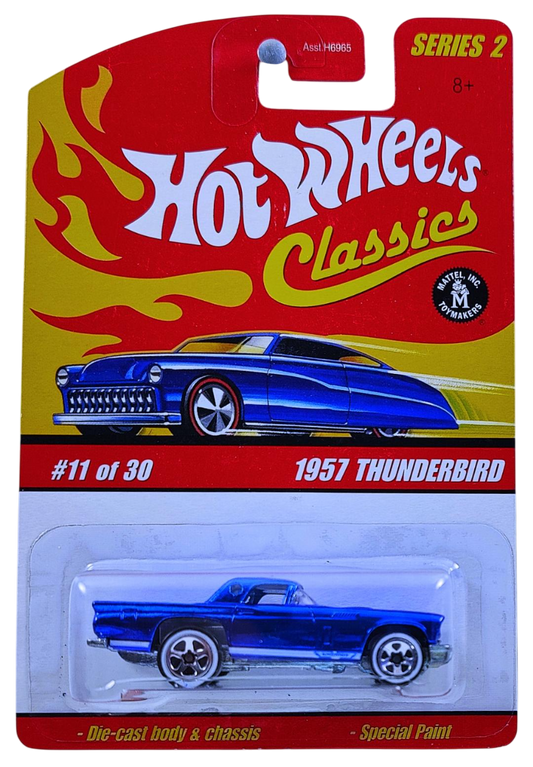 Asst.H6965
SERIES 2
8+
Hot Wheels
Classics
MATTEL, INC.
M
TOYMAKERS
#11 of 30
1957 THUNDERBIRD
- Die-cast body & chassis
- Special Paint